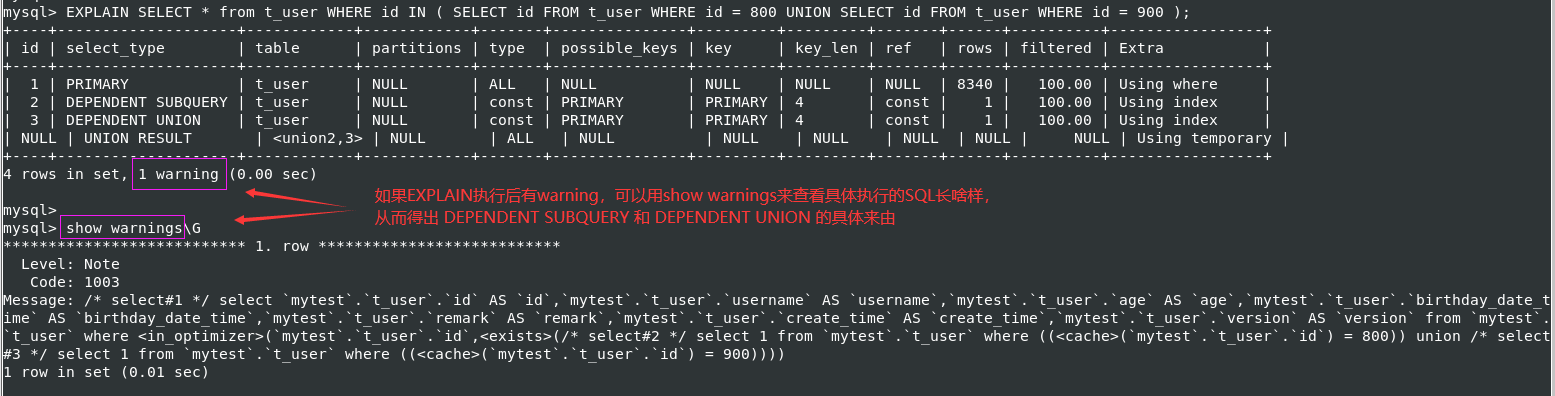 mysql> EXPLAIN SELECT * from t_user WHERE id IN ( SELECT id FROM t_user WHERE id = 800 UNION SELECT id FROM t_user WHERE id = 900 );
+----+--------------------+------------+------------+-------+---------------+---------+---------+-------+------+----------+-----------------+
| id | select_type        | table      | partitions | type  | possible_keys | key     | key_len | ref   | rows | filtered | Extra           |
+----+--------------------+------------+------------+-------+---------------+---------+---------+-------+------+----------+-----------------+
|  1 | PRIMARY            | t_user     | NULL       | ALL   | NULL          | NULL    | NULL    | NULL  | 8340 |   100.00 | Using where     |
|  2 | DEPENDENT SUBQUERY | t_user     | NULL       | const | PRIMARY       | PRIMARY | 4       | const |    1 |   100.00 | Using index     |
|  3 | DEPENDENT UNION    | t_user     | NULL       | const | PRIMARY       | PRIMARY | 4       | const |    1 |   100.00 | Using index     |
| NULL | UNION RESULT       | <union2,3> | NULL       | ALL   | NULL          | NULL    | NULL    | NULL  | NULL |     NULL | Using temporary |
+----+--------------------+------------+------------+-------+---------------+---------+---------+-------+------+----------+-----------------+
4 rows in set, 1 warning (0.00 sec)
如果EXPLAIN执行后有warning，可以用show warnings来查看具体执行的SQL长啥样，
从而得出 DEPENDENT SUBQUERY 和 DEPENDENT UNION 的具体来由
mysql>
mysql> show warnings\G
*************************** 1. row ***************************
  Level: Note
   Code: 1003
Message: /* select#1 */ select `mytest`.`t_user`.`id` AS `id`,`mytest`.`t_user`.`username` AS `username`,`mytest`.`t_user`.`age` AS `age`,`mytest`.`t_user`.`birthday_date_t
ime` AS `birthday_date_time`,`mytest`.`t_user`.`remark` AS `remark`,`mytest`.`t_user`.`create_time` AS `create_time`,`mytest`.`t_user`.`version` AS `version` from `mytest`.
`t_user` where <in_optimizer>(`mytest`.`t_user`.`id`,<exists>(/* select#2 */ select 1 from `mytest`.`t_user` where ((<cache>(`mytest`.`t_user`.`id`) = 800)) union /* select
#3 */ select 1 from `mytest`.`t_user` where ((<cache>(`mytest`.`t_user`.`id`) = 900))))
1 row in set (0.01 sec)